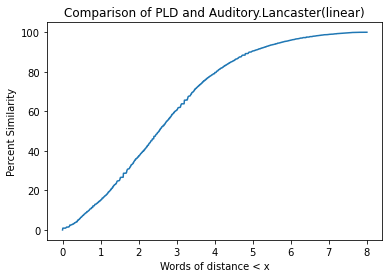 Comparison of PLD and Auditory.Lancaster(linear)
100
80
60
40
20
0
Percent Similarity
0 1 2 3 4 5 6 7 8
Words of distance < x